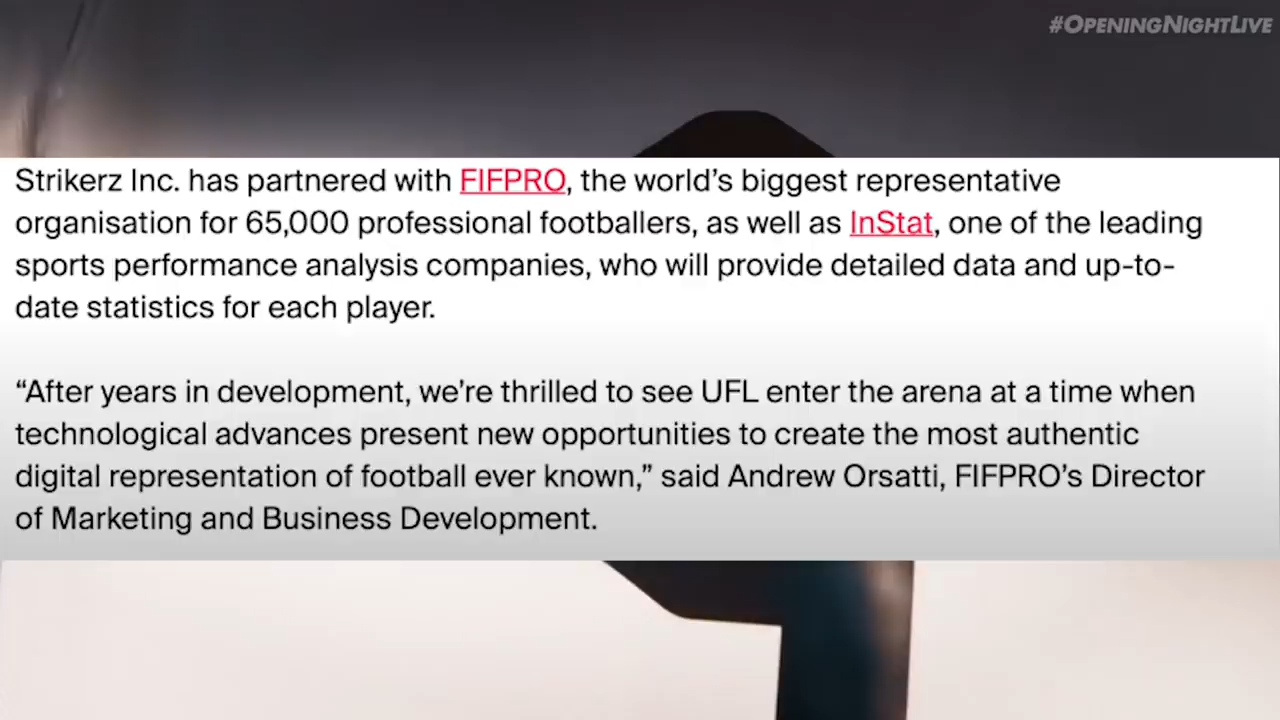 #OPENINGNIGHTLIVE
Strikerz Inc. has partnered with FIFPRO, the world’s biggest representative
organisation for 65,000 professional footballers, as well as InStat, one of the leading
sports performance analysis companies, who will provide detailed data and up-to-
date statistics for each player.
“After years in development, we’re thrilled to see UFL enter the arena at a time when
technological advances present new opportunities to create the most authentic
digital representation of football ever known,” said Andrew Orsatti, FIFPRO’s Director
of Marketing and Business Development.